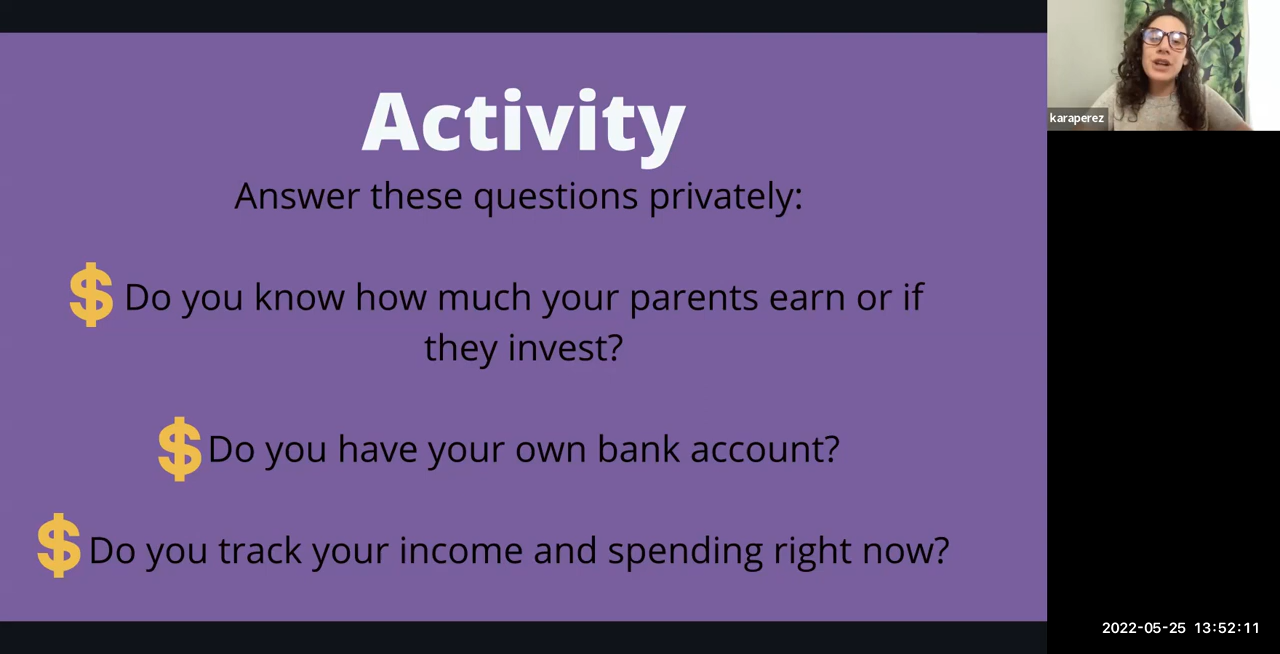 Activity
Answer these questions privately:
$ Do you know how much your parents earn or if
they invest?
$ Do you have your own bank account?
$ Do you track your income and spending right now?
karaperez
2022-05-25 13:52:11